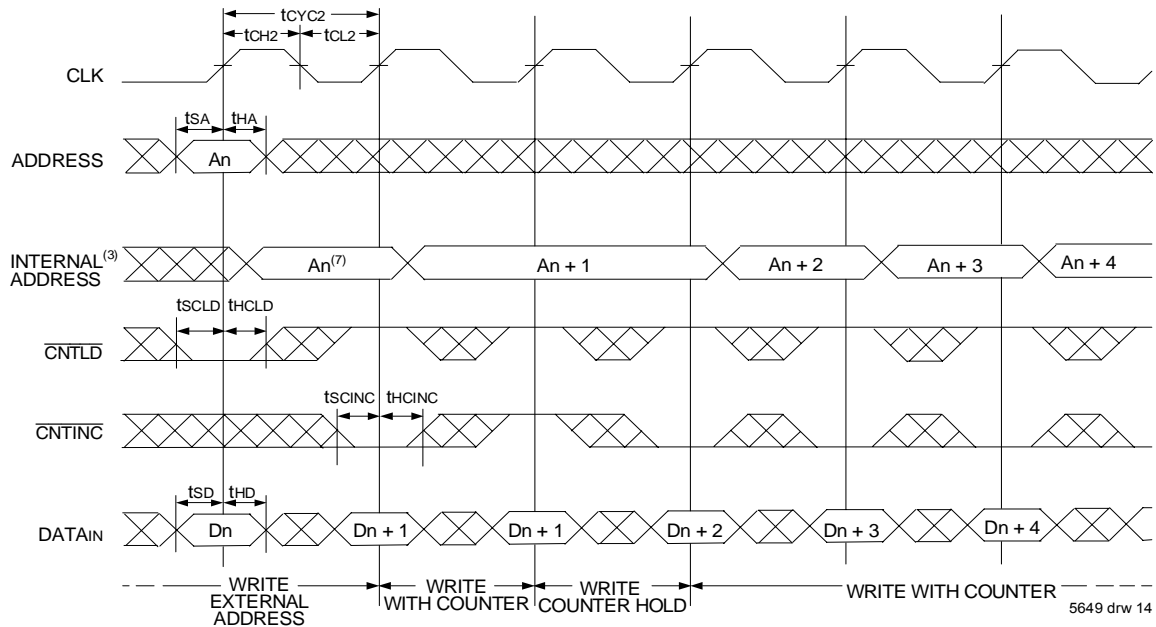 tCYC2
tCH2 tCL2
CLK
tSA tHA
ADDRESS An
INTERNAL(3)
ADDRESS
An(7) An + 1 An + 2 An + 3 An + 4
tSCLD tHCLD
CNTLD
tSCINC tHCINC
CNTINC
tSD tHD
DATAIN Dn Dn + 1 Dn + 1 Dn + 2 Dn + 3 Dn + 4
WRITE
EXTERNAL
ADDRESS
WRITE
WITH COUNTER
WRITE
COUNTER HOLD
WRITE WITH COUNTER
5649 drw 14